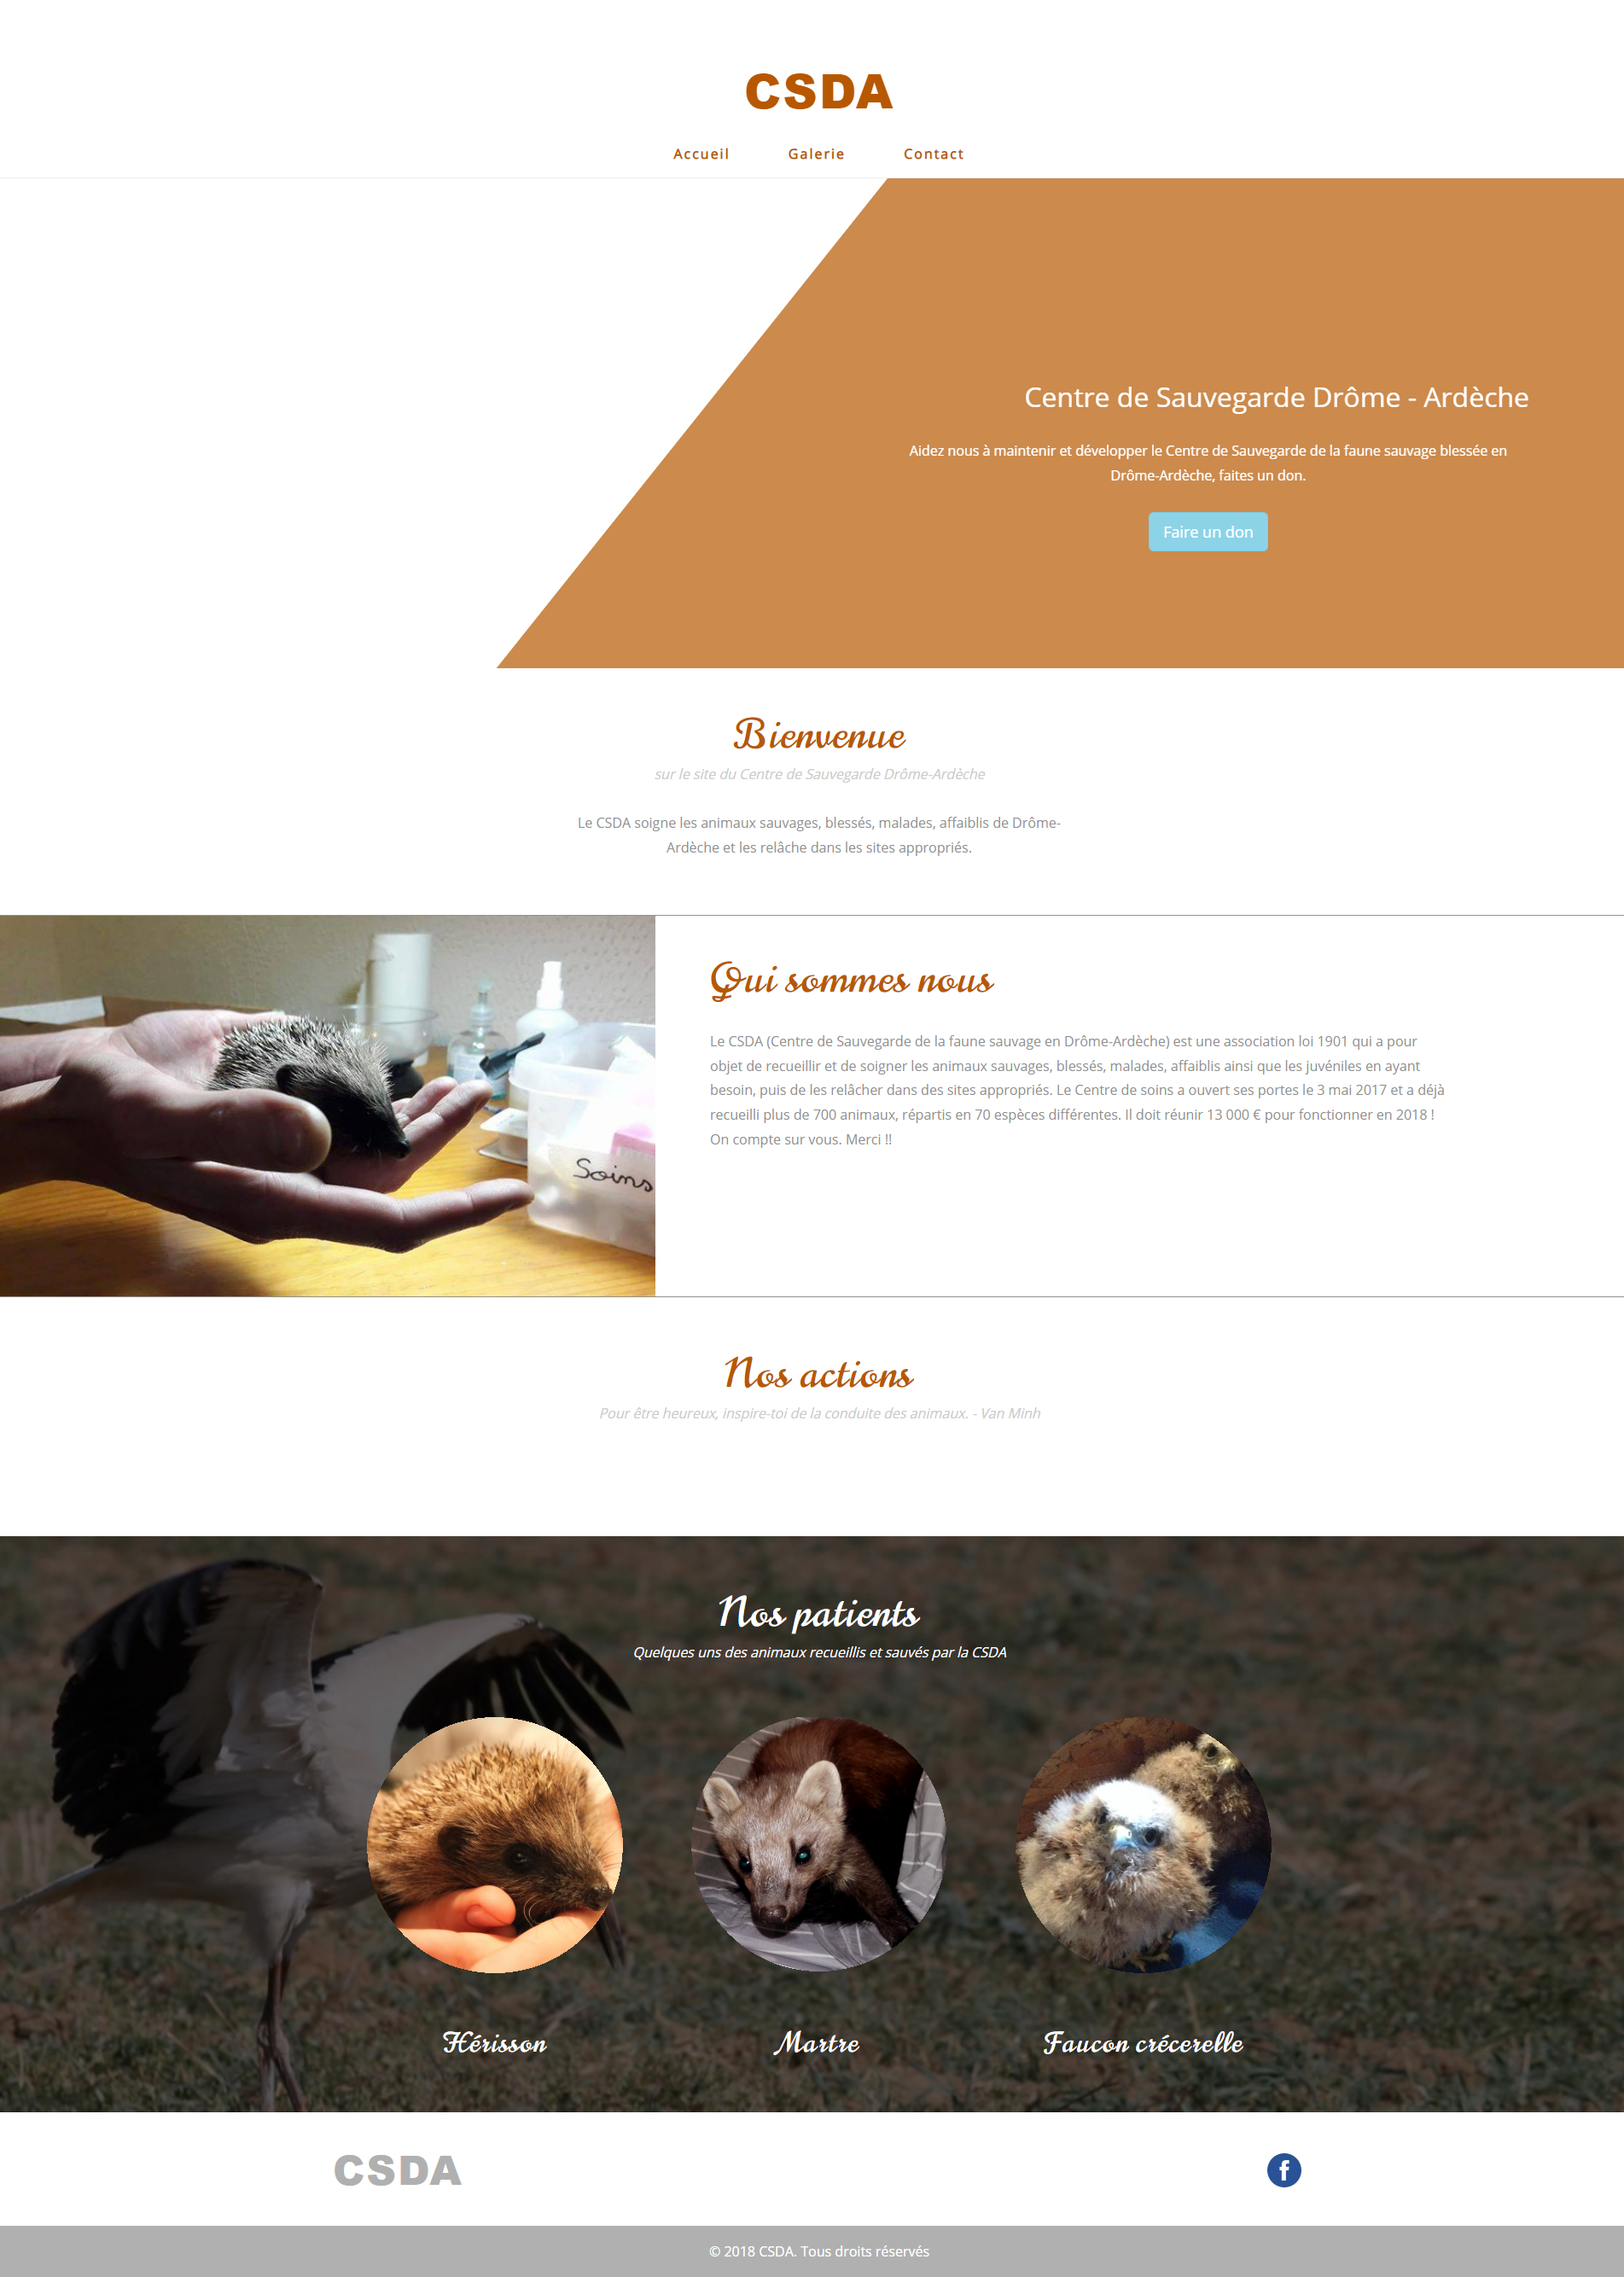 CSDA
Accueil Galerie Contact
Centre de Sauvegarde Drôme - Ardèche
Aidez nous à maintenir et développer le Centre de Sauvegarde de la faune sauvage blessée en
Drôme-Ardèche, faites un don.
Faire un don
Bienvenue
sur le site du Centre de Sauvegarde Drôme-Ardèche
Le CSDA soigne les animaux sauvages, blessés, malades, affaiblis de Drôme-
Ardèche et les relâche dans les sites appropriés.
Soins
Qui sommes nous
Le CSDA (Centre de Sauvegarde de la faune sauvage en Drôme-Ardèche) est une association loi 1901 qui a pour
objet de recueillir et de soigner les animaux sauvages, blessés, malades, affaiblis ainsi que les juvéniles en ayant
besoin, puis de les relâcher dans des sites appropriés. Le Centre de soins a ouvert ses portes le 3 mai 2017 et a déjà
recueilli plus de 700 animaux, répartis en 70 espèces différentes. Il doit réunir 13 000 € pour fonctionner en 2018 !
On compte sur vous. Merci !!
Nos actions
Pour être heureux, inspire-toi de la conduite des animaux. - Van Minh
Nos patients
Quelques uns des animaux recueillis et sauvés par la CSDA
Hérisson
Martre
Faucon crécerelle
CSDA
f
© 2018 CSDA. Tous droits réservés